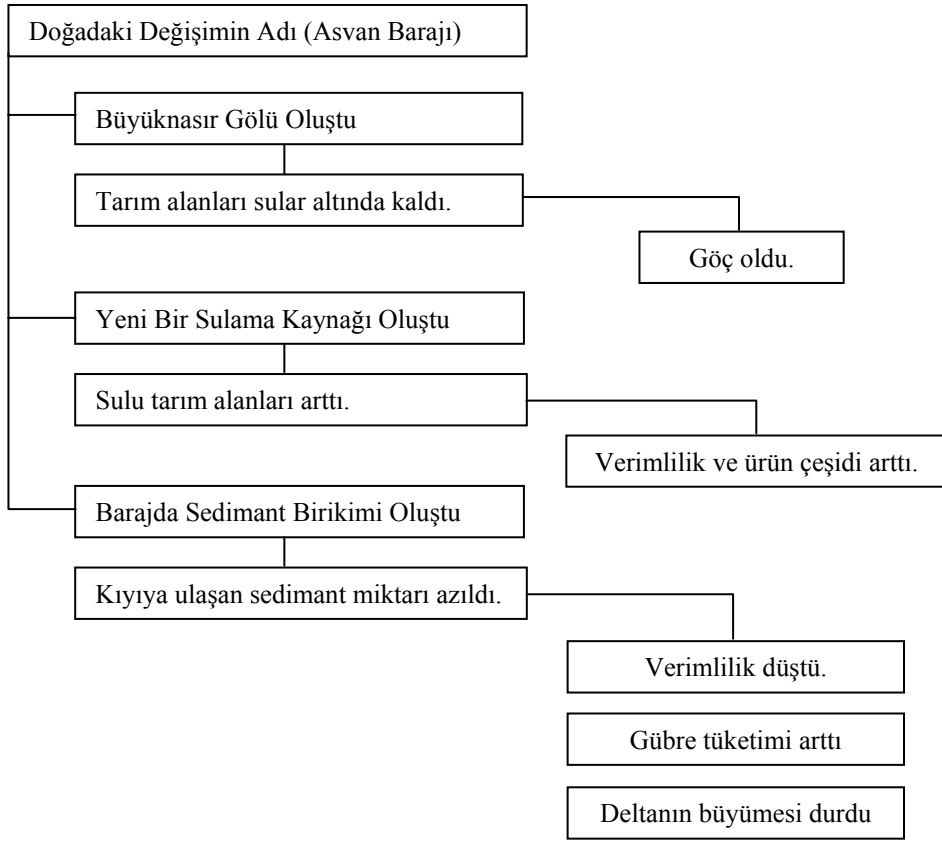 Doğadaki Değişimin Adı (Asvan Barajı)
Büyüknasır Gölü Oluştu
Tarım alanları sular altında kaldı.
Göç oldu.
Yeni Bir Sulama Kaynağı Oluştu
Sulu tarım alanları arttı.
Verimlilik ve ürün çeşidi arttı.
Barajda Sedimant Birikimi Oluştu
Kıyıya ulaşan sedimant miktarı azıldı.
Verimlilik düştü.
Gübre tüketimi arttı
Deltanın büyümesi durdu